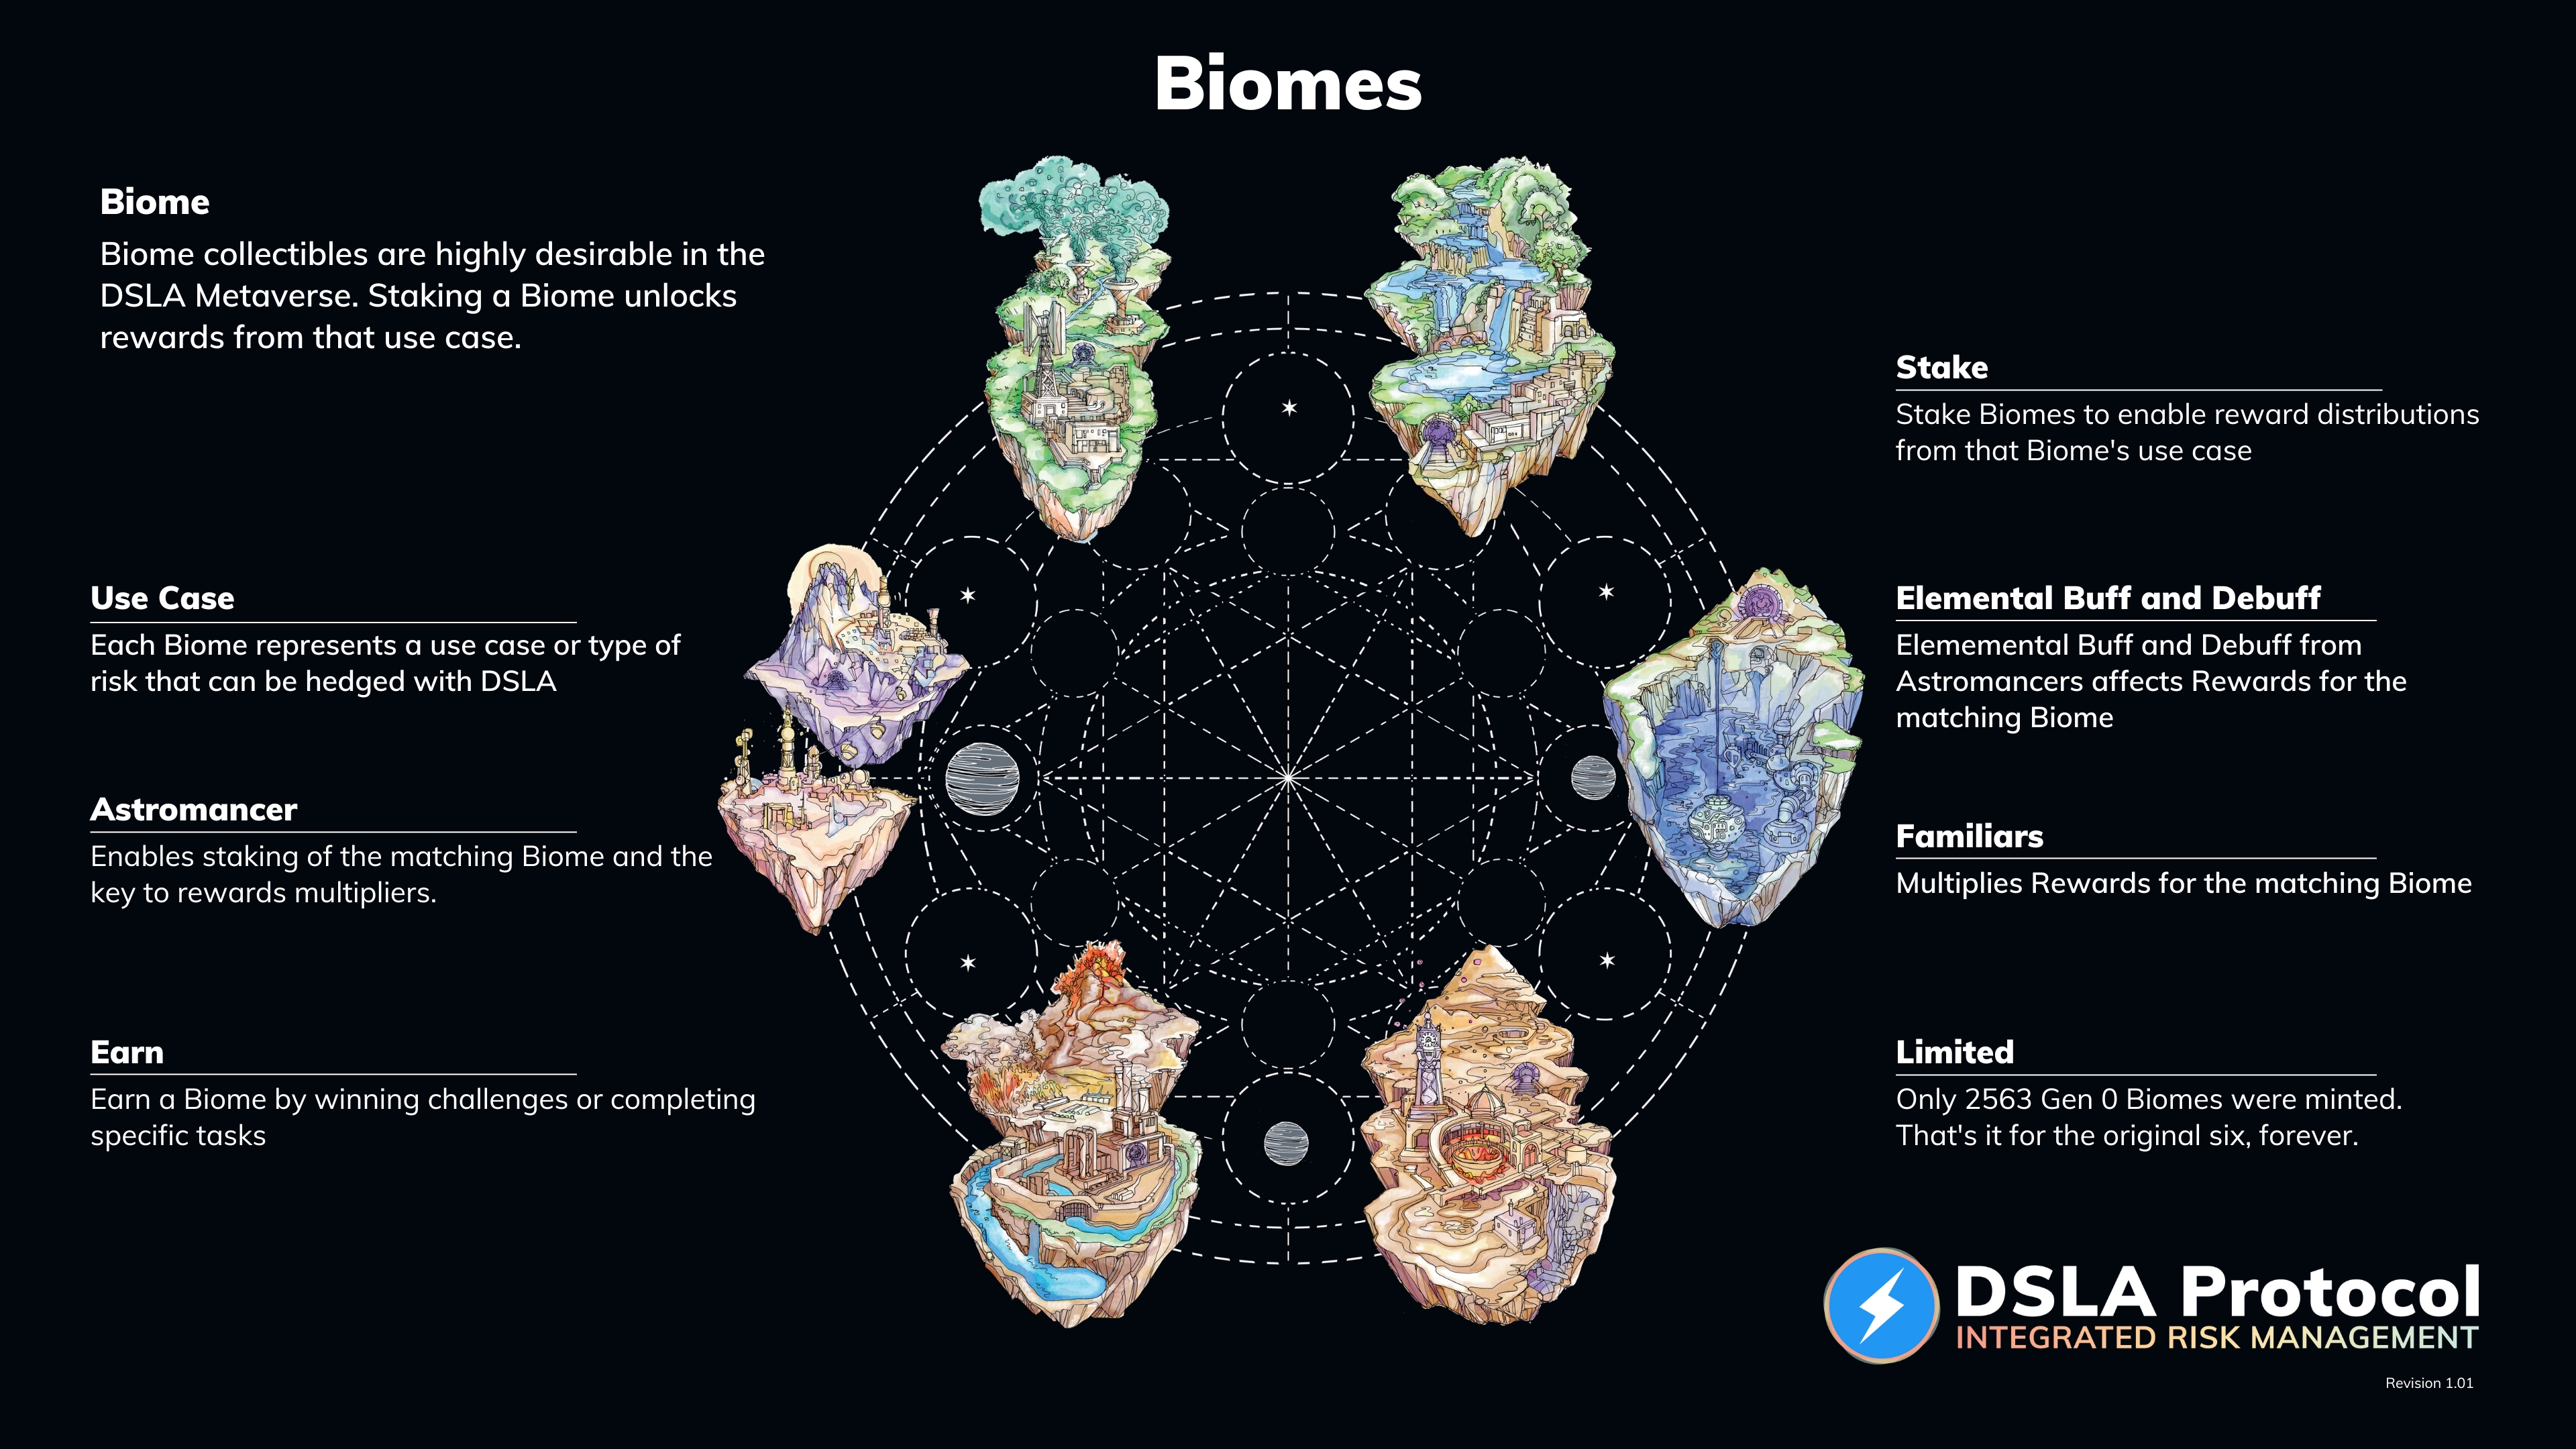 Biomes
Biome
Biome collectibles are highly desirable in the
DSLA Metaverse. Staking a Biome unlocks
rewards from that use case.
Use Case
Each Biome represents a use case or type of
risk that can be hedged with DSLA
Astromancer
Enables staking of the matching Biome and the
key to rewards multipliers.
Earn
Earn a Biome by winning challenges or completing
specific tasks
Stake
Stake Biomes to enable reward distributions
from that Biome's use case
Elemental Buff and Debuff
Elememental Buff and Debuff from
Astromancers affects Rewards for the
matching Biome
Familiars
Multiplies Rewards for the matching Biome
Limited
Only 2563 Gen 0 Biomes were minted.
That's it for the original six, forever.
DSLA Protocol
INTEGRATED RISK MANAGEMENT
Revision 1.01